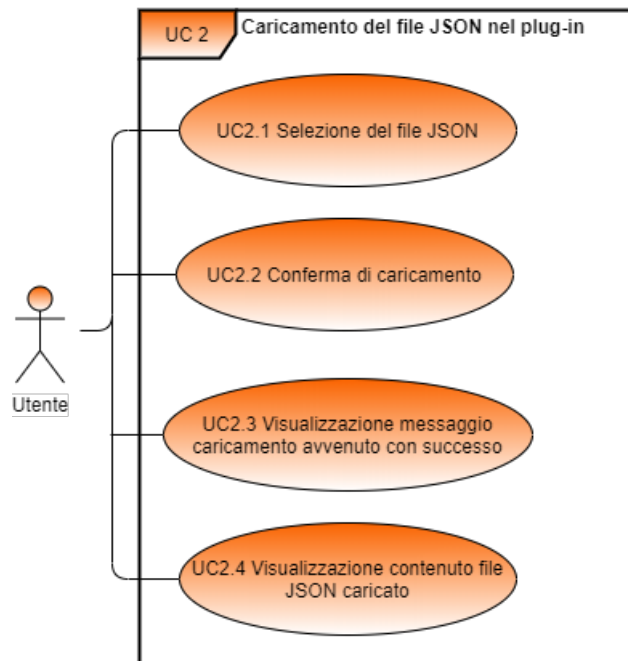 UC 2
Caricamento del file JSON nel plug-in
UC2.1 Selezione del file JSON
UC2.2 Conferma di caricamento
Utente
UC2.3 Visualizzazione messaggio
caricamento avvenuto con successo
UC2.4 Visualizzazione contenuto file
JSON caricato